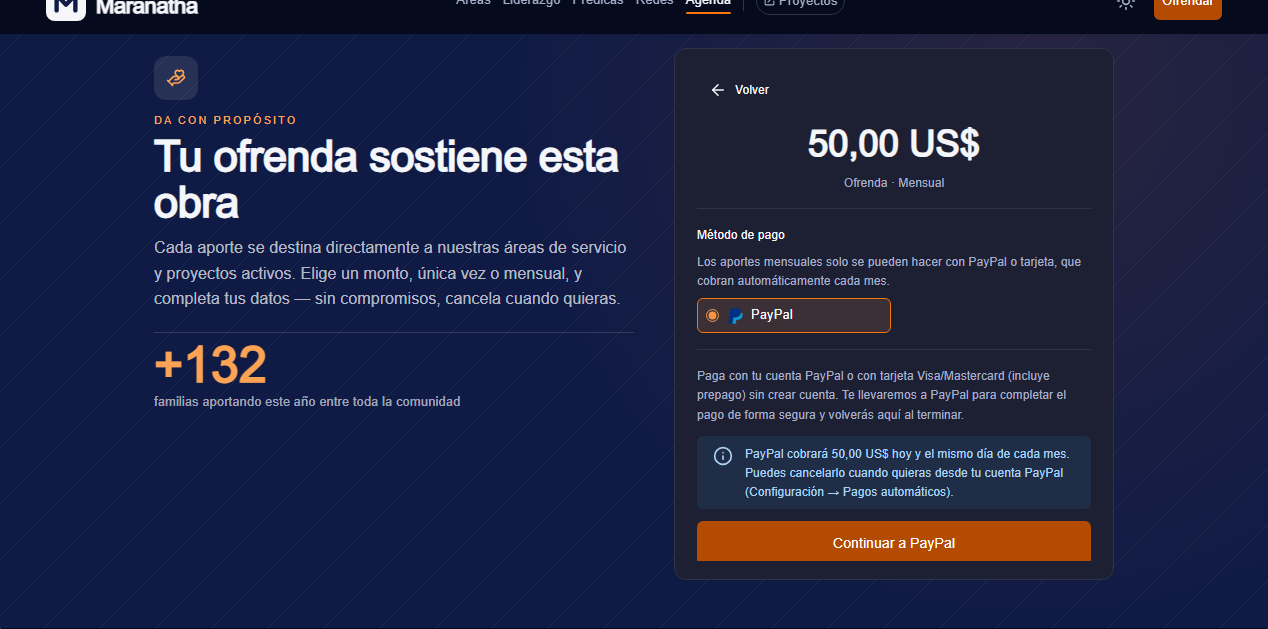 Maranatha
Áreas Liderazgo Prédicas Redes Agenda Proyectos
Ofrendar
DA CON PROPÓSITO
Tu ofrenda sostiene esta
obra
Cada aporte se destina directamente a nuestras áreas de servicio
y proyectos activos. Elige un monto, única vez o mensual, y
completa tus datos — sin compromisos, cancela cuando quieras.
+132
familias aportando este año entre toda la comunidad
← Volver
50,00 US$
Ofrenda · Mensual
Método de pago
Los aportes mensuales solo se pueden hacer con PayPal o tarjeta, que
cobran automáticamente cada mes.
PayPal
Paga con tu cuenta PayPal o con tarjeta Visa/Mastercard (incluye
prepago) sin crear cuenta. Te llevaremos a PayPal para completar el
pago de forma segura y volverás aquí al terminar.
PayPal cobrará 50,00 US$ hoy y el mismo día de cada mes.
Puedes cancelarlo cuando quieras desde tu cuenta PayPal
(Configuración → Pagos automáticos).
Continuar a PayPal